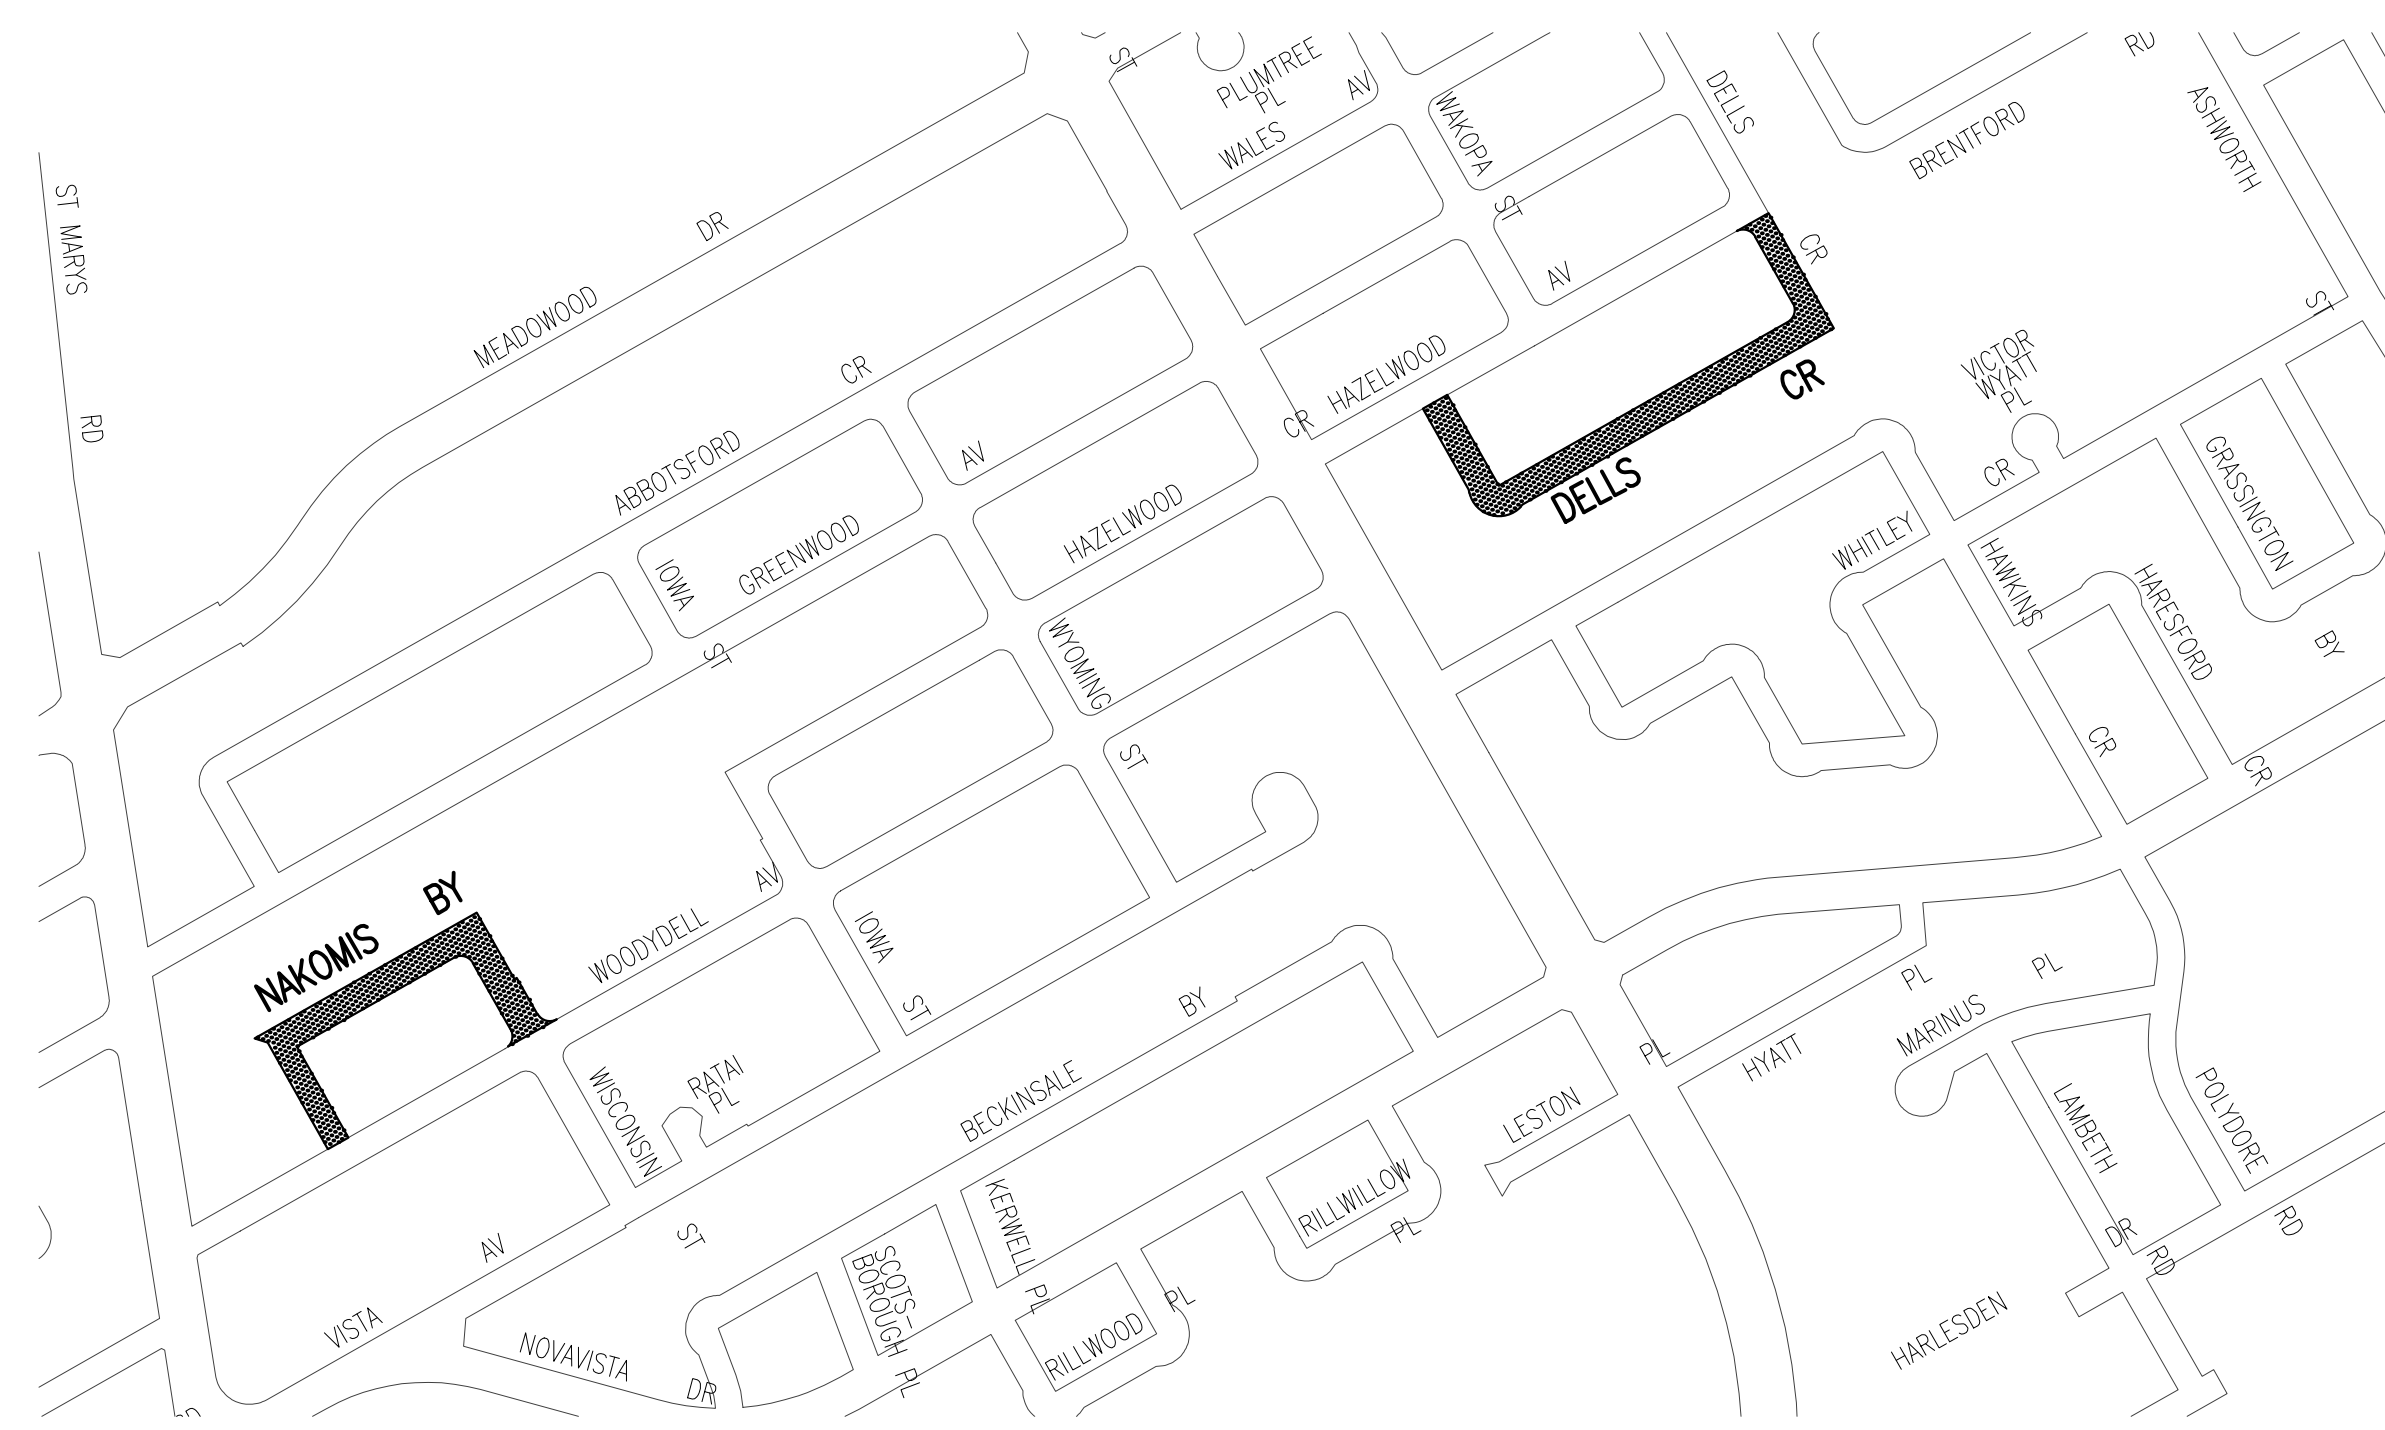 ST
PLUMTREE
PL
AV
WALES
WAKOPA
ST
DELLS
CR
BRENTFORD
RD
ASHWORTH
ST
ST MARYS
RD
MEADOWOOD
DR
ABBOTSFORD
CR
AV
HAZELWOOD
CR
AV
HAZELWOOD
DELLS
CR
VICTOR
WYATT
PL
CR
WHITLEY
HAWKINS
HARESFORD
CR
GRASSINGTON
BY
CR
IOWA
ST
GREENWOOD
WYOMING
ST
NAKOMIS
BY
WOODYDELL
AV
IOWA
ST
WISCONSIN
ST
RATAI
PL
BECKINSALE
BY
VISTA
AV
NOVAVISTA
DR
SCOTS-
BOROUGH PL
KERWELL PL
RILLWOOD
PL
RILLWILLOW
PL
LESTON
PL
HYATT
PL
MARINUS
PL
LAMBETH
RD
POLYDORE
RD
HARLESDEN
DR